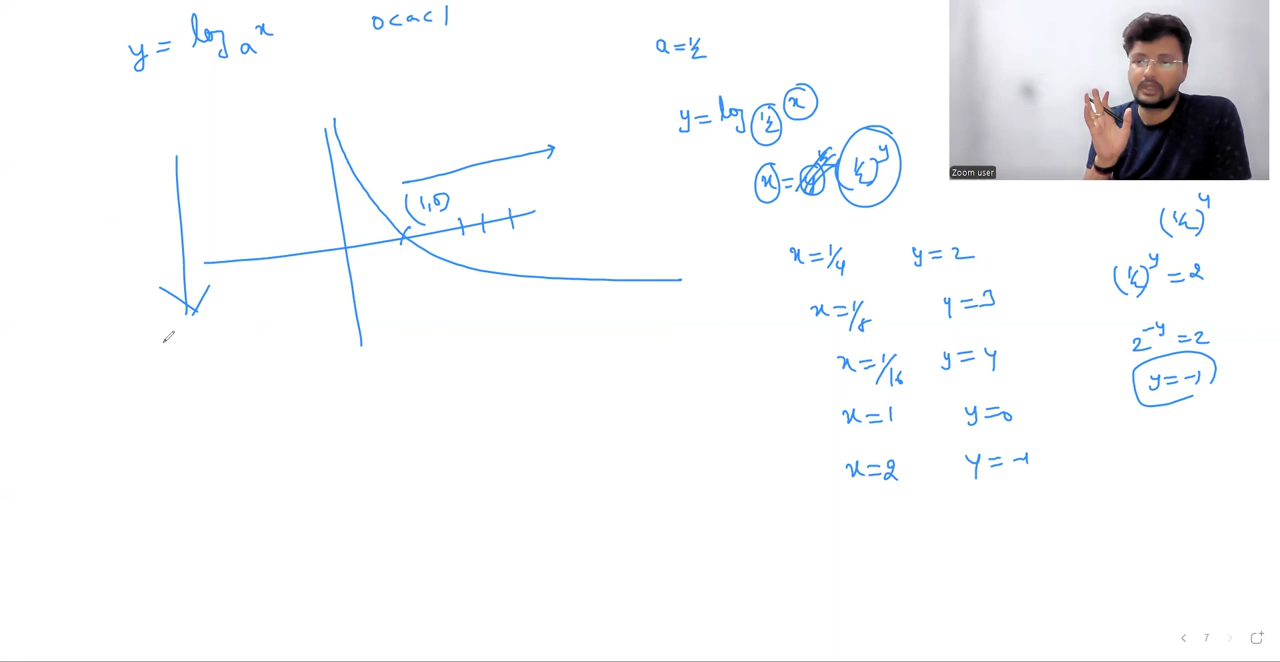 y = log_a x
0<a<1
(1,0)
a = 1/2
y = log_{1/2} x
x = (1/2)^y
x = 1/4 y = 2
x = 1/8 y = 3
x = 1/16 y = 4
x = 1 y = 0
x = 2 y = -1
(1/2)^y
(1/2)^y = 2
2^{-y} = 2
y = -1
Zoom user
7